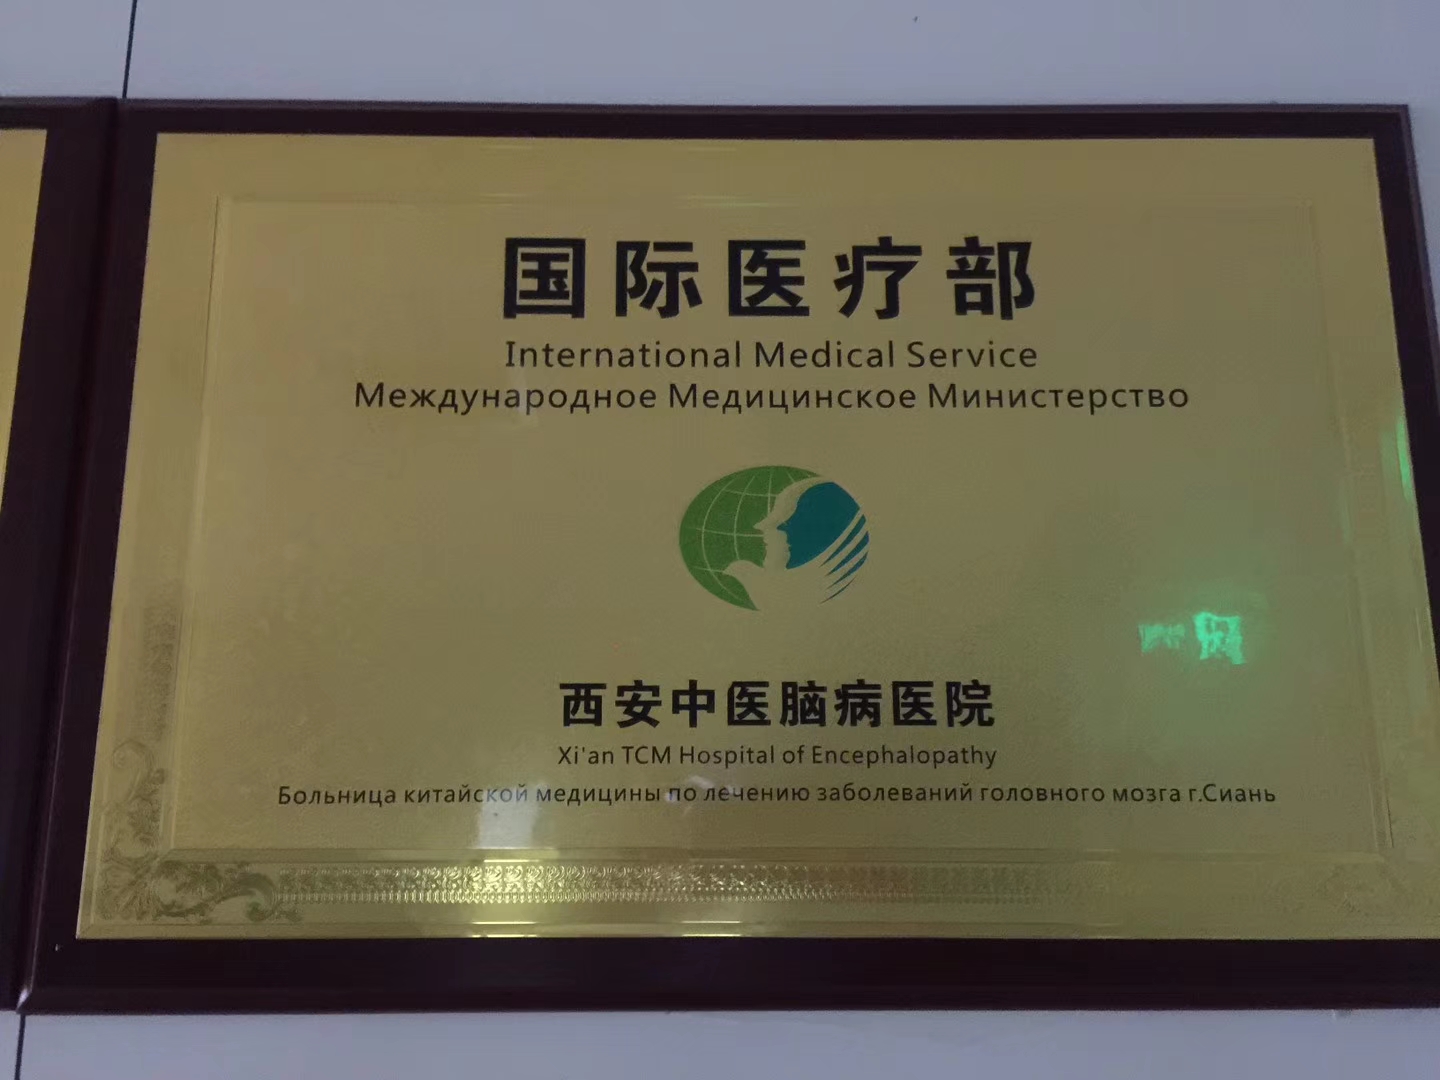 国际医疗部
International Medical Service
Международное Медицинское Министерство
西安中医脑病医院
Xi'an TCM Hospital of Encephalopathy
Больница китайской медицины по лечению заболеваний головного мозга г.Сиань